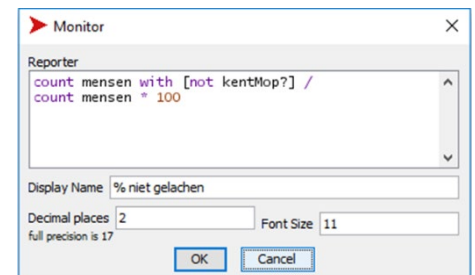 Monitor
Reporter
count mensen with [not kentMop?] /
count mensen * 100
Display Name % niet gelachen
Decimal places 2 Font Size 11
full precision is 17
OK Cancel